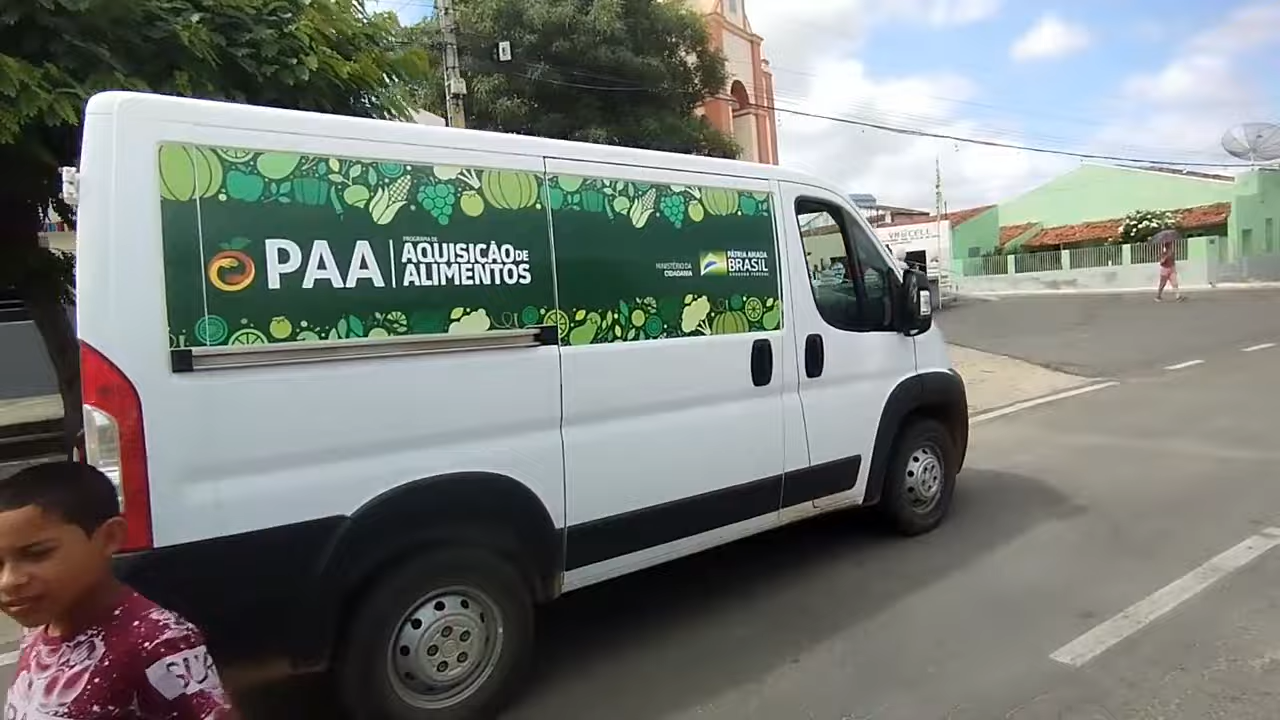 PAA
PROGRAMA DE
AQUISIÇÃO DE
ALIMENTOS
MINISTÉRIO DA
CIDADANIA
PÁTRIA AMADA
BRASIL
GOVERNO FEDERAL